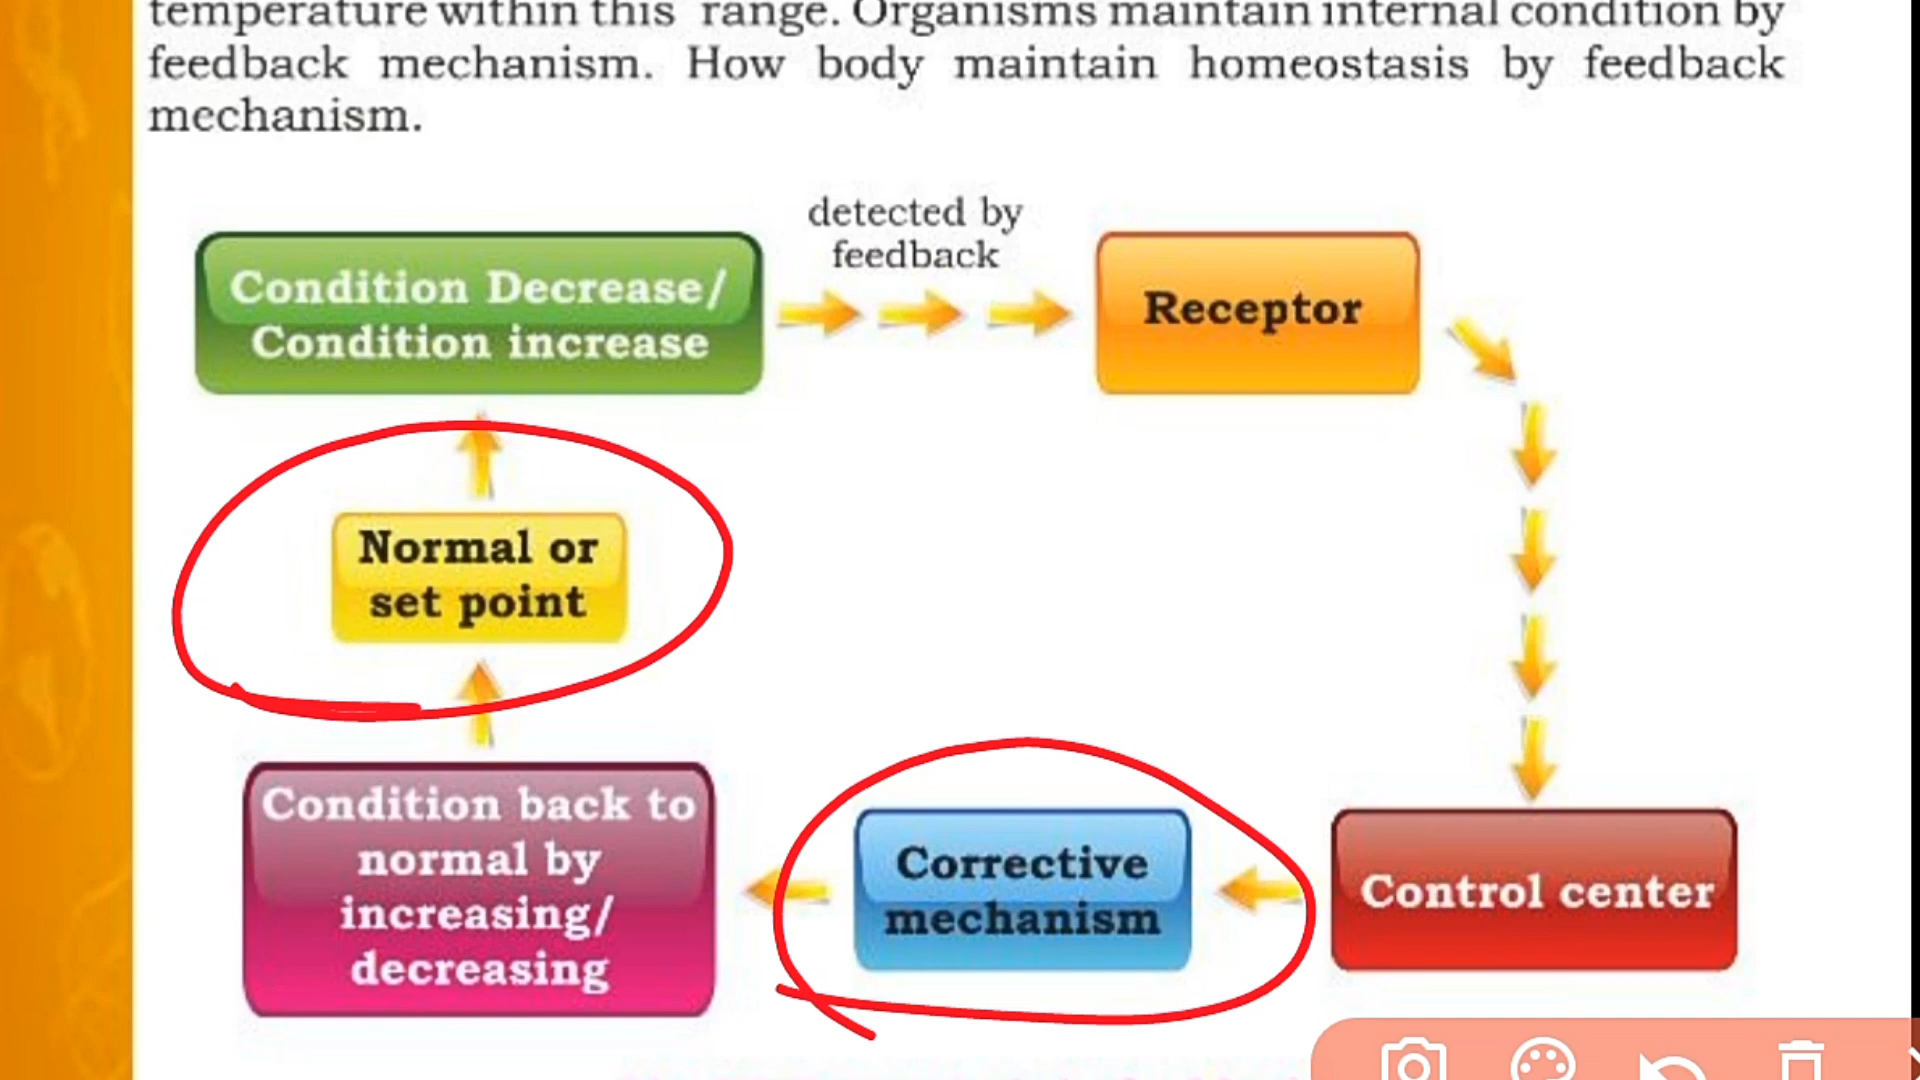 temperature within this range. Organisms maintain internal condition by
feedback mechanism. How body maintain homeostasis by feedback
mechanism.
detected by
feedback
Condition Decrease/
Condition increase
Receptor
Normal or
set point
Condition back to
normal by
increasing/
decreasing
Corrective
mechanism
Control center